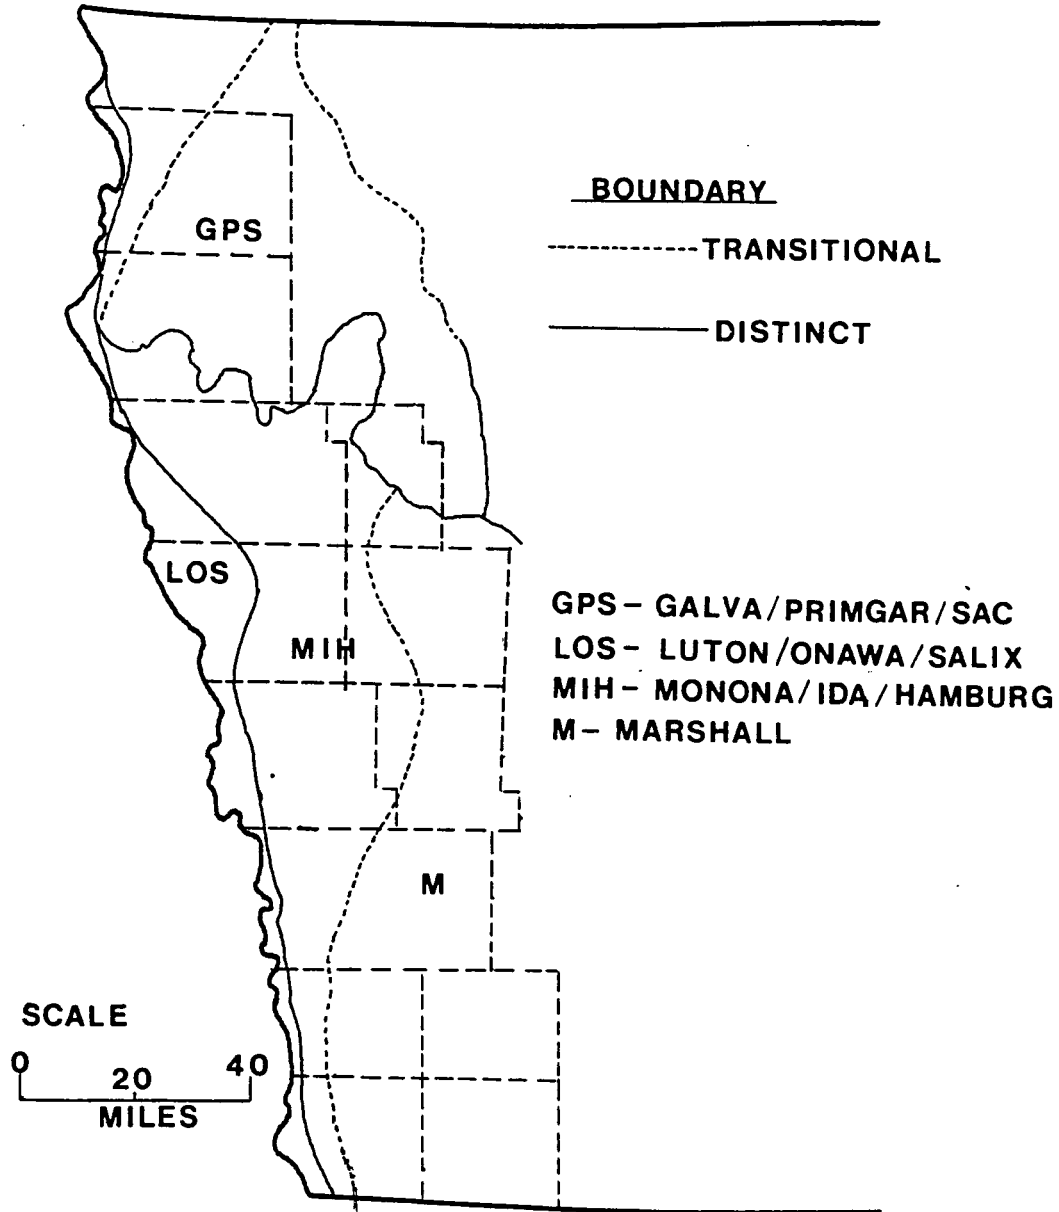 GPS
BOUNDARY
TRANSITIONAL
DISTINCT
LOS
MIH
GPS- GALVA/PRIMGAR/SAC
LOS- LUTON/ONAWA/SALIX
MIH- MONONA/IDA/HAMBURG
M- MARSHALL
M
SCALE
0 20 40
MILES